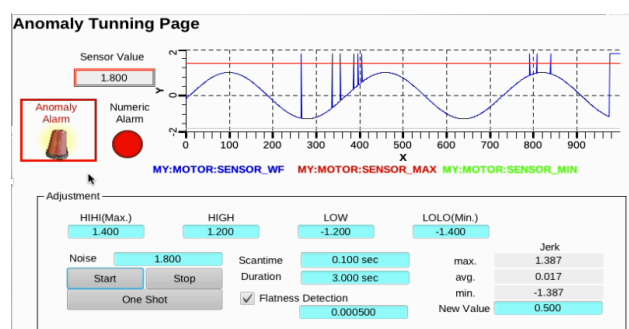 Anomaly Tunning Page
Sensor Value
1.800
Anomaly Alarm
Numeric Alarm
Y
2
0
-2
0 100 200 300 400 500 600 700 800 900
X
MY:MOTOR:SENSOR_WF MY:MOTOR:SENSOR_MAX MY:MOTOR:SENSOR_MIN
Adjustment
HIHI(Max.) HIGH LOW LOLO(Min.)
1.400 1.200 -1.200 -1.400
Noise 1.800
Start Stop
One Shot
Scantime 0.100 sec
Duration 3.000 sec
Flatness Detection
0.000500
Jerk
max. 1.387
avg. 0.017
min. -1.387
New Value 0.500